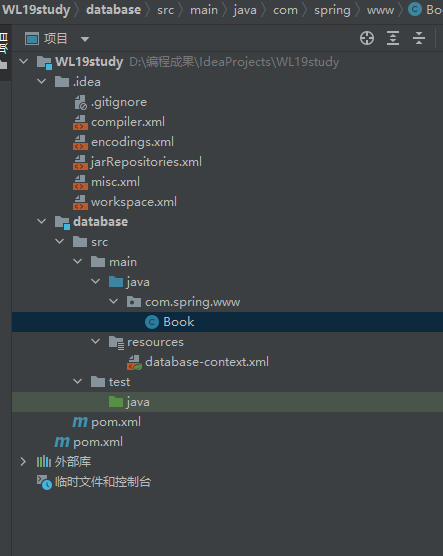 WL19study 〉 database 〉 src 〉 main 〉 java 〉 com 〉 spring 〉 www 〉 C Bo
项目
WL19study D:\编程成果\IdeaProjects\WL19study
.idea
.gitignore
compiler.xml
encodings.xml
jarRepositories.xml
misc.xml
workspace.xml
database
src
main
java
com.spring.www
C Book
resources
database-context.xml
test
java
m pom.xml
m pom.xml
外部库
临时文件和控制台